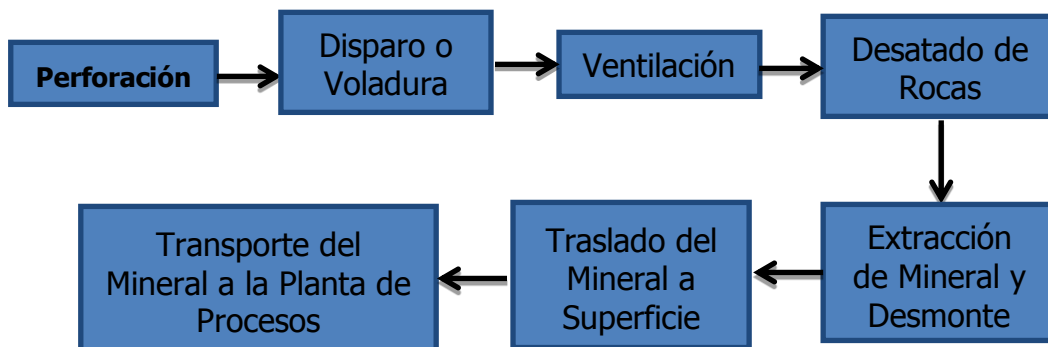 Perforación
Disparo o
Voladura
Ventilación
Desatado de
Rocas
Extracción
de Mineral y
Desmonte
Traslado del
Mineral a
Superficie
Transporte del
Mineral a la Planta de
Procesos